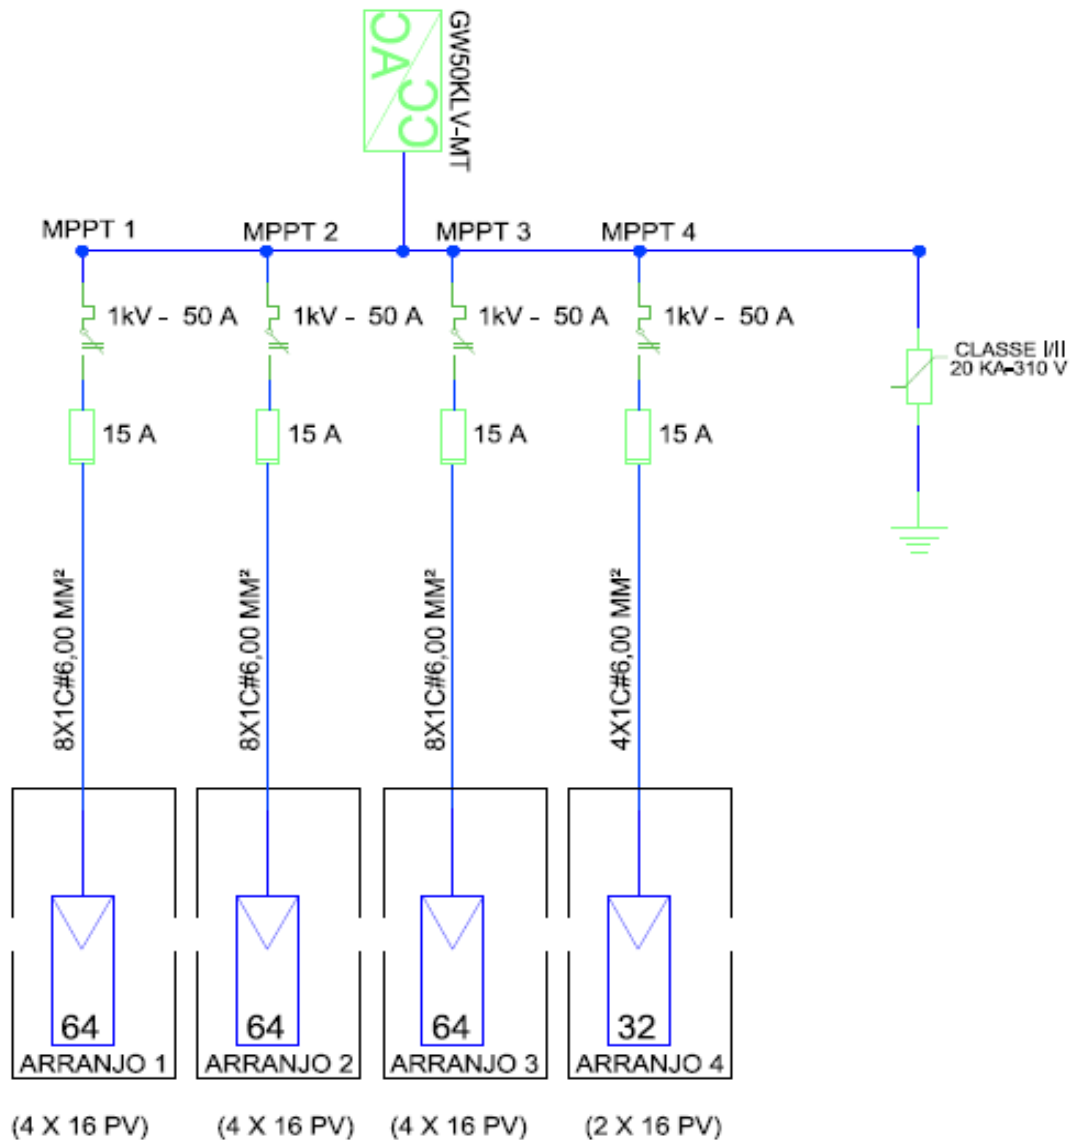 CA
CC
GW50KLV-MT
MPPT 1
MPPT 2
MPPT 3
MPPT 4
1kV - 50 A
1kV - 50 A
1kV - 50 A
1kV - 50 A
CLASSE I/II
20 KA-310 V
15 A
15 A
15 A
15 A
8X1C#6,00 MM²
8X1C#6,00 MM²
8X1C#6,00 MM²
4X1C#6,00 MM²
64
64
64
32
ARRANJO 1
ARRANJO 2
ARRANJO 3
ARRANJO 4
(4 X 16 PV)
(4 X 16 PV)
(4 X 16 PV)
(2 X 16 PV)